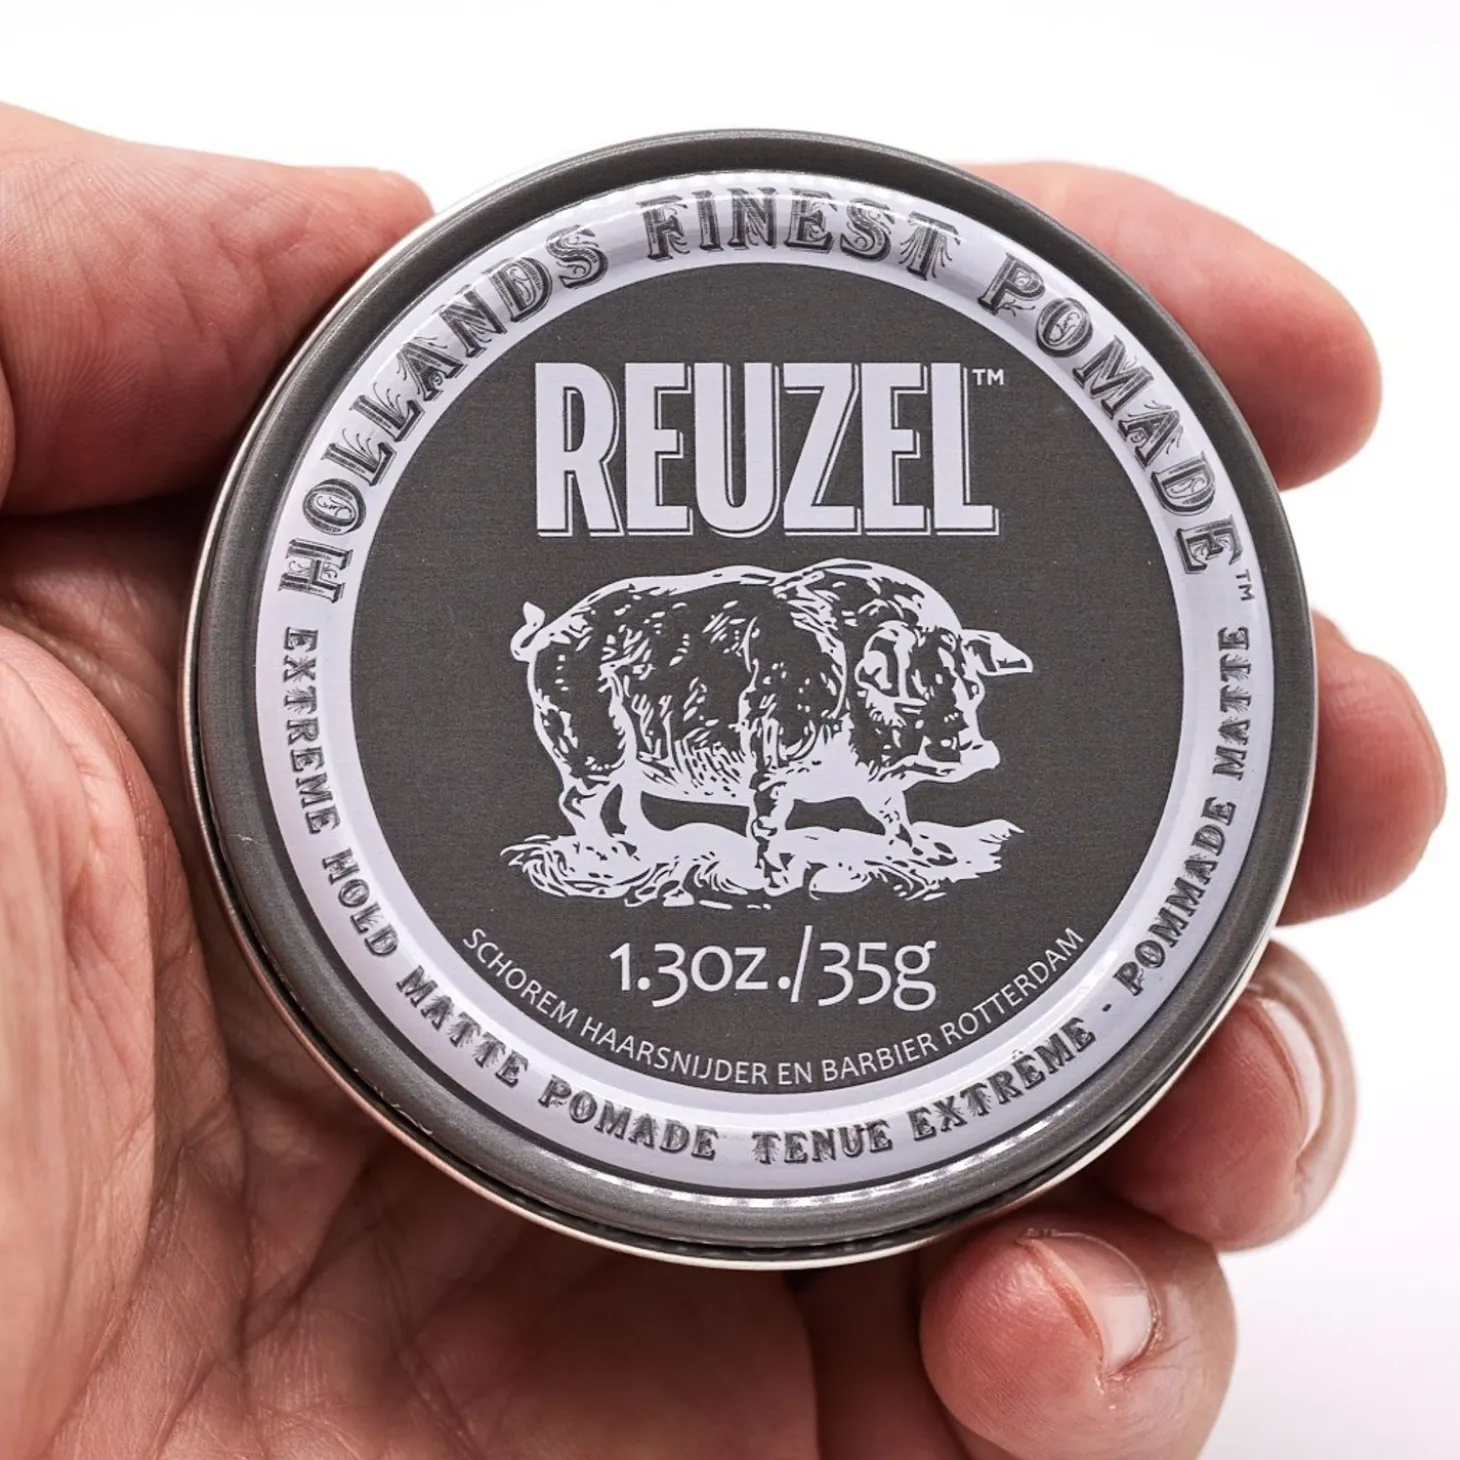 HOLLANDS FINEST POMADE™
REUZEL™
1.3oz./35g
SCHOREM HAARSNIJDER EN BARBIER ROTTERDAM
EXTREME HOLD MATTE POMADE TENUE EXTRÊME - POMMADE MATTE